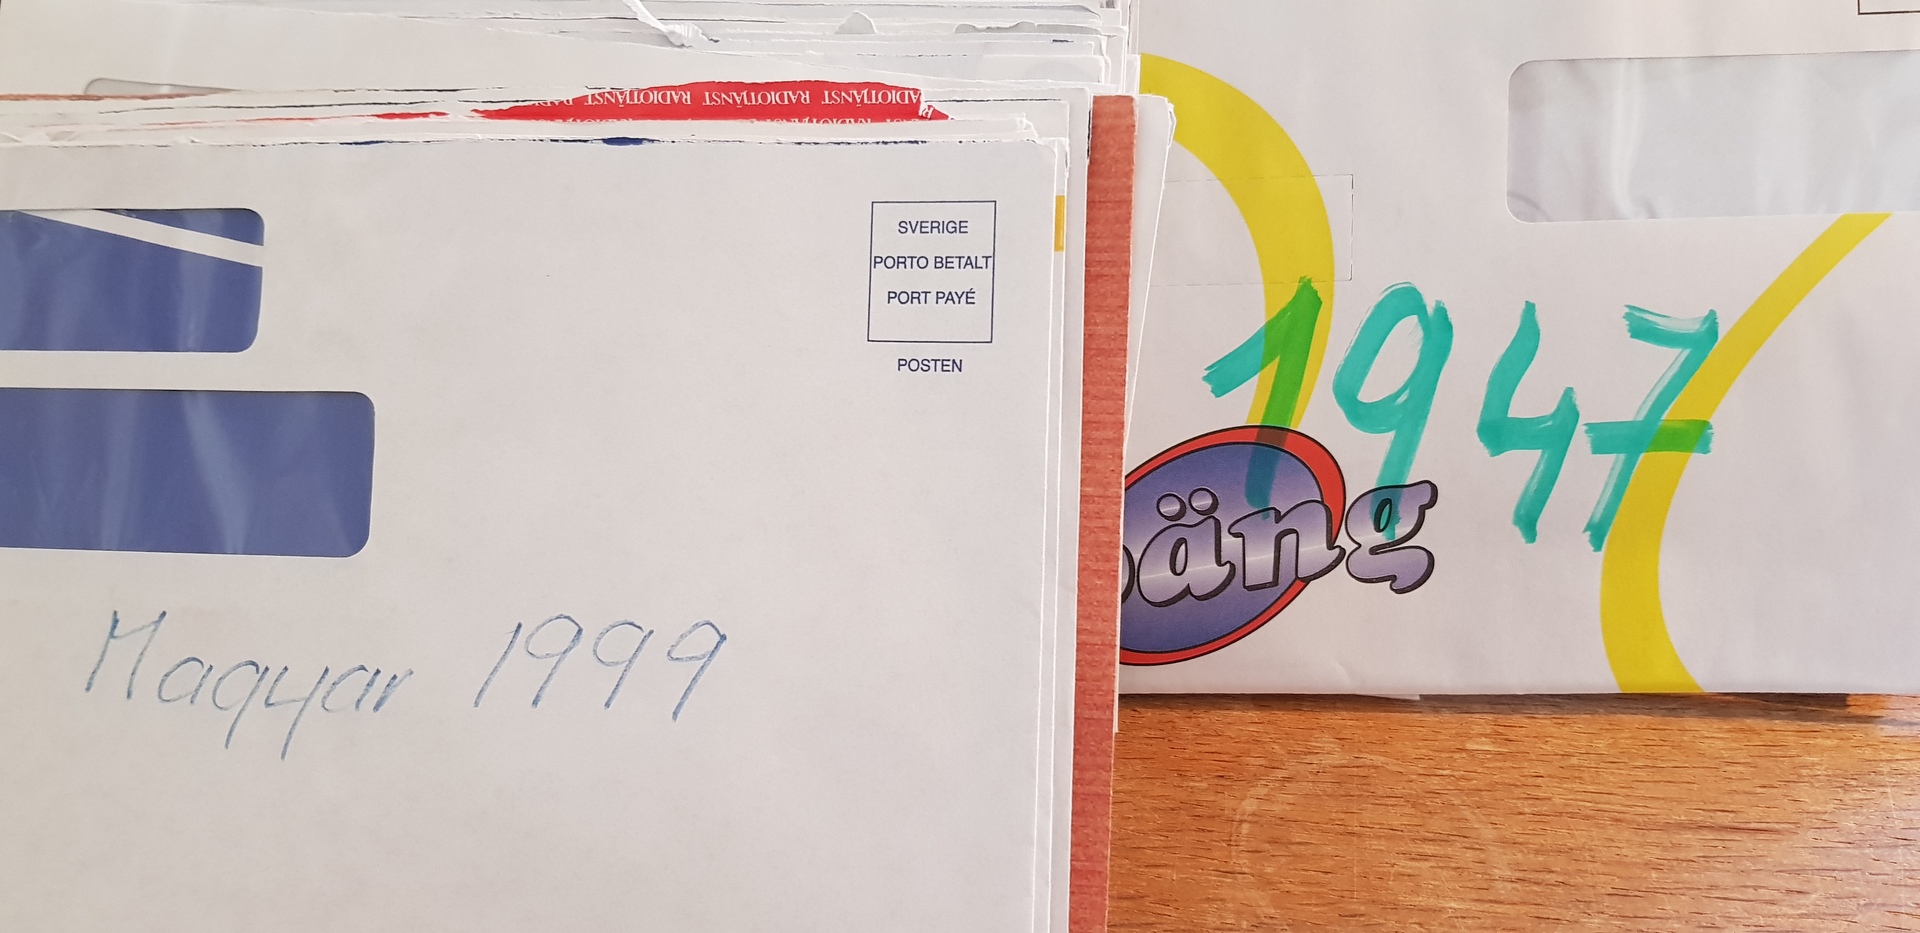 RADIOTJÄNST RADIOTJÄNST RADIOTJÄNST
SVERIGE
PORTO BETALT
PORT PAYÉ
POSTEN
Magyar 1999
1947
äng